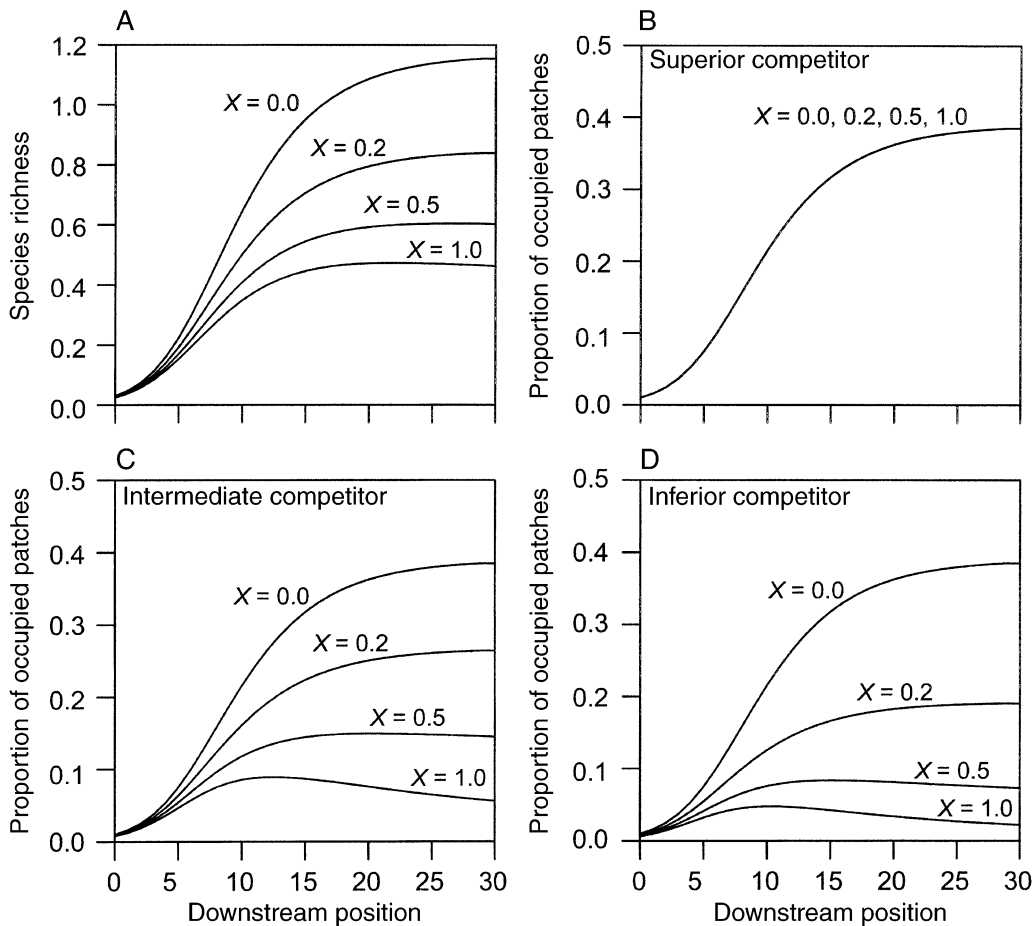 A
1.2
1.0
0.8
0.6
0.4
0.2
0.0
Species richness
X = 0.0
X = 0.2
X = 0.5
X = 1.0
B
0.5
0.4
0.3
0.2
0.1
0.0
Proportion of occupied patches
Superior competitor
X = 0.0, 0.2, 0.5, 1.0
C
0.5
0.4
0.3
0.2
0.1
0.0
Proportion of occupied patches
Intermediate competitor
X = 0.0
X = 0.2
X = 0.5
X = 1.0
0 5 10 15 20 25 30
Downstream position
D
0.5
0.4
0.3
0.2
0.1
0.0
Proportion of occupied patches
Inferior competitor
X = 0.0
X = 0.2
X = 0.5
X = 1.0
0 5 10 15 20 25 30
Downstream position